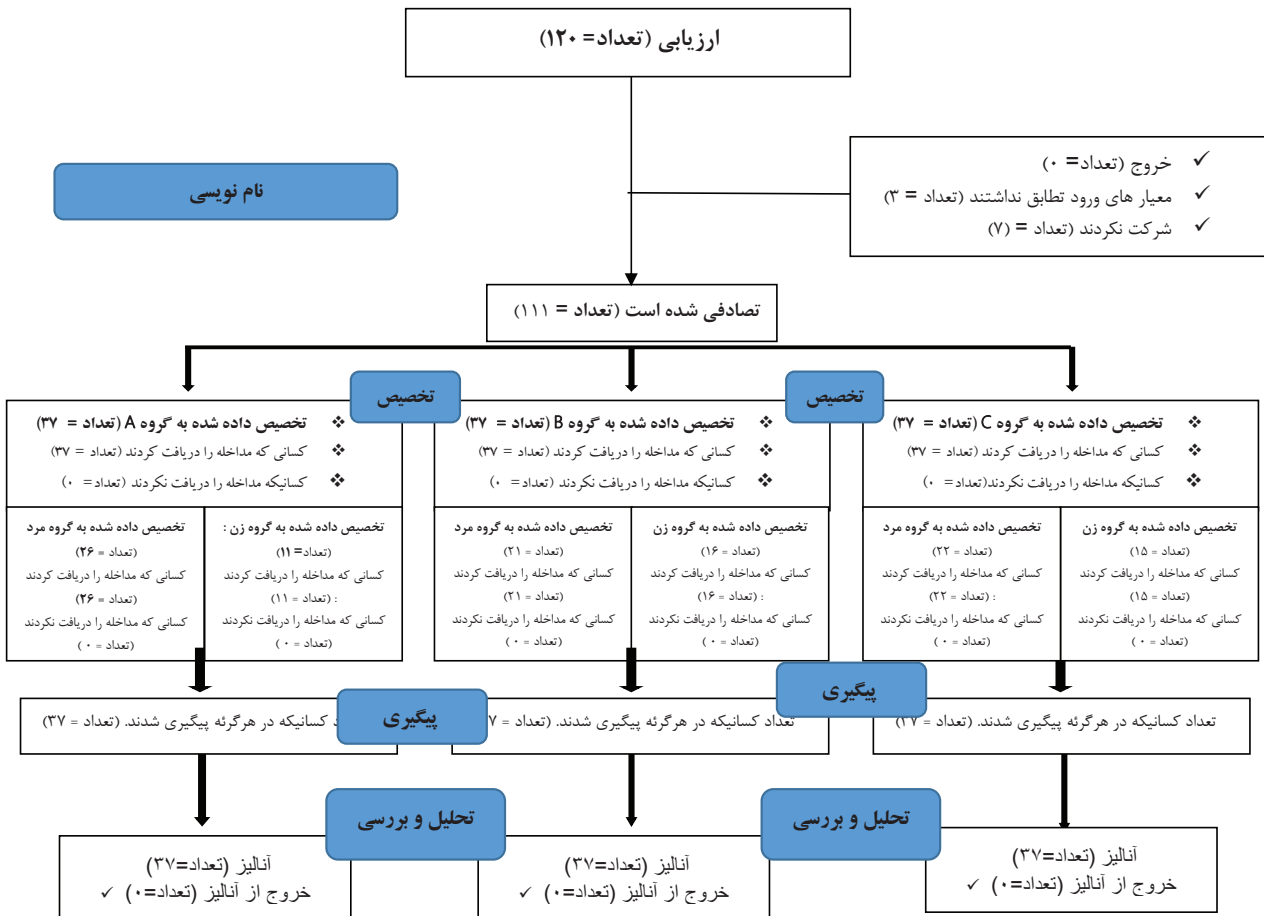 ارزیابی (تعداد= ۱۲۰)
نام نویسی
خروج (تعداد= ۰)
معیار های ورود تطابق نداشتند (تعداد = ۳)
شرکت نکردند (تعداد = (۷)
تصادفی شده است (تعداد = ۱۱۱)
تخصیص
تخصیص
تخصیص داده شده به گروه C (تعداد = ۳۷)
کسانی که مداخله را دریافت کردند (تعداد = ۳۷)
کسانیکه مداخله را دریافت نکردند(تعداد= ۰)
تخصیص داده شده به گروه زن
(تعداد = ۱۵)
کسانی که مداخله را دریافت کردند
(تعداد = ۱۵)
کسانی که مداخله را دریافت نکردند
(تعداد = ۰)
تخصیص داده شده به گروه مرد
(تعداد = ۲۲)
کسانی که مداخله را دریافت کردند
: (تعداد = ۲۲)
کسانی که مداخله را دریافت نکردند
(تعداد = ۰)
تخصیص داده شده به گروه B (تعداد = ۳۷)
کسانی که مداخله را دریافت کردند (تعداد = ۳۷)
کسانیکه مداخله را دریافت نکردند (تعداد= ۰)
تخصیص داده شده به گروه زن
(تعداد = ۱۶)
کسانی که مداخله را دریافت کردند
: (تعداد = ۱۶)
کسانی که مداخله را دریافت نکردند
(تعداد = ۰)
تخصیص داده شده به گروه مرد
(تعداد = ۲۱)
کسانی که مداخله را دریافت کردند
(تعداد = ۲۱)
کسانی که مداخله را دریافت نکردند
(تعداد = ۰)
تخصیص داده شده به گروه A (تعداد = ۳۷)
کسانی که مداخله را دریافت کردند (تعداد = ۳۷)
کسانیکه مداخله را دریافت نکردند (تعداد= ۰)
تخصیص داده شده به گروه زن :
(تعداد= ۱۱)
کسانی که مداخله را دریافت کردند
: (تعداد = ۱۱)
کسانی که مداخله را دریافت نکردند
(تعداد = ۰)
تخصیص داده شده به گروه مرد
(تعداد = ۲۶)
کسانی که مداخله را دریافت کردند
(تعداد = ۲۶)
کسانی که مداخله را دریافت نکردند
(تعداد = ۰)
پیگیری
پیگیری
تعداد کسانیکه در هرگرئه پیگیری شدند. (تعداد = ۳۷)
تعداد کسانیکه در هرگرئه پیگیری شدند. (تعداد =
کسانیکه در هرگرئه پیگیری شدند. (تعداد = ۳۷)
تحلیل و بررسی
تحلیل و بررسی
آنالیز (تعداد=۳۷)
خروج از آنالیز (تعداد=۰)
آنالیز (تعداد=۳۷)
خروج از آنالیز (تعداد=۰)
آنالیز (تعداد=۳۷)
خروج از آنالیز (تعداد=۰)